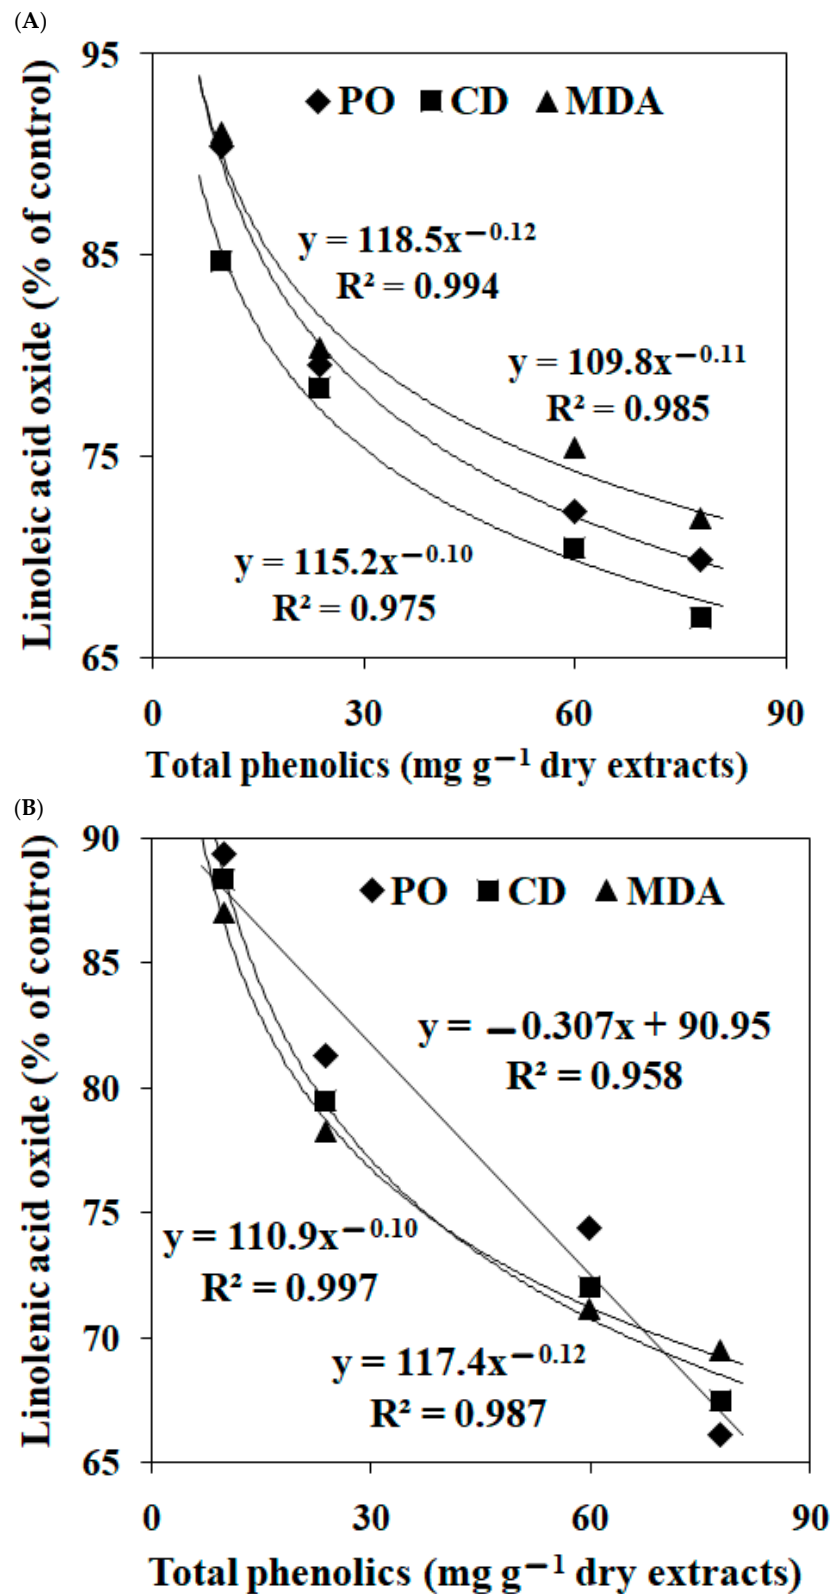 (A)
Linoleic acid oxide (% of control)
95
85
75
65
PO CD MDA
y = 118.5x⁻⁰·¹²
R² = 0.994
y = 109.8x⁻⁰·¹¹
R² = 0.985
y = 115.2x⁻⁰·¹⁰
R² = 0.975
0 30 60 90
Total phenolics (mg g⁻¹ dry extracts)
(B)
Linolenic acid oxide (% of control)
90
85
80
75
70
65
PO CD MDA
y = −0.307x + 90.95
R² = 0.958
y = 110.9x⁻⁰·¹⁰
R² = 0.997
y = 117.4x⁻⁰·¹²
R² = 0.987
0 30 60 90
Total phenolics (mg g⁻¹ dry extracts)